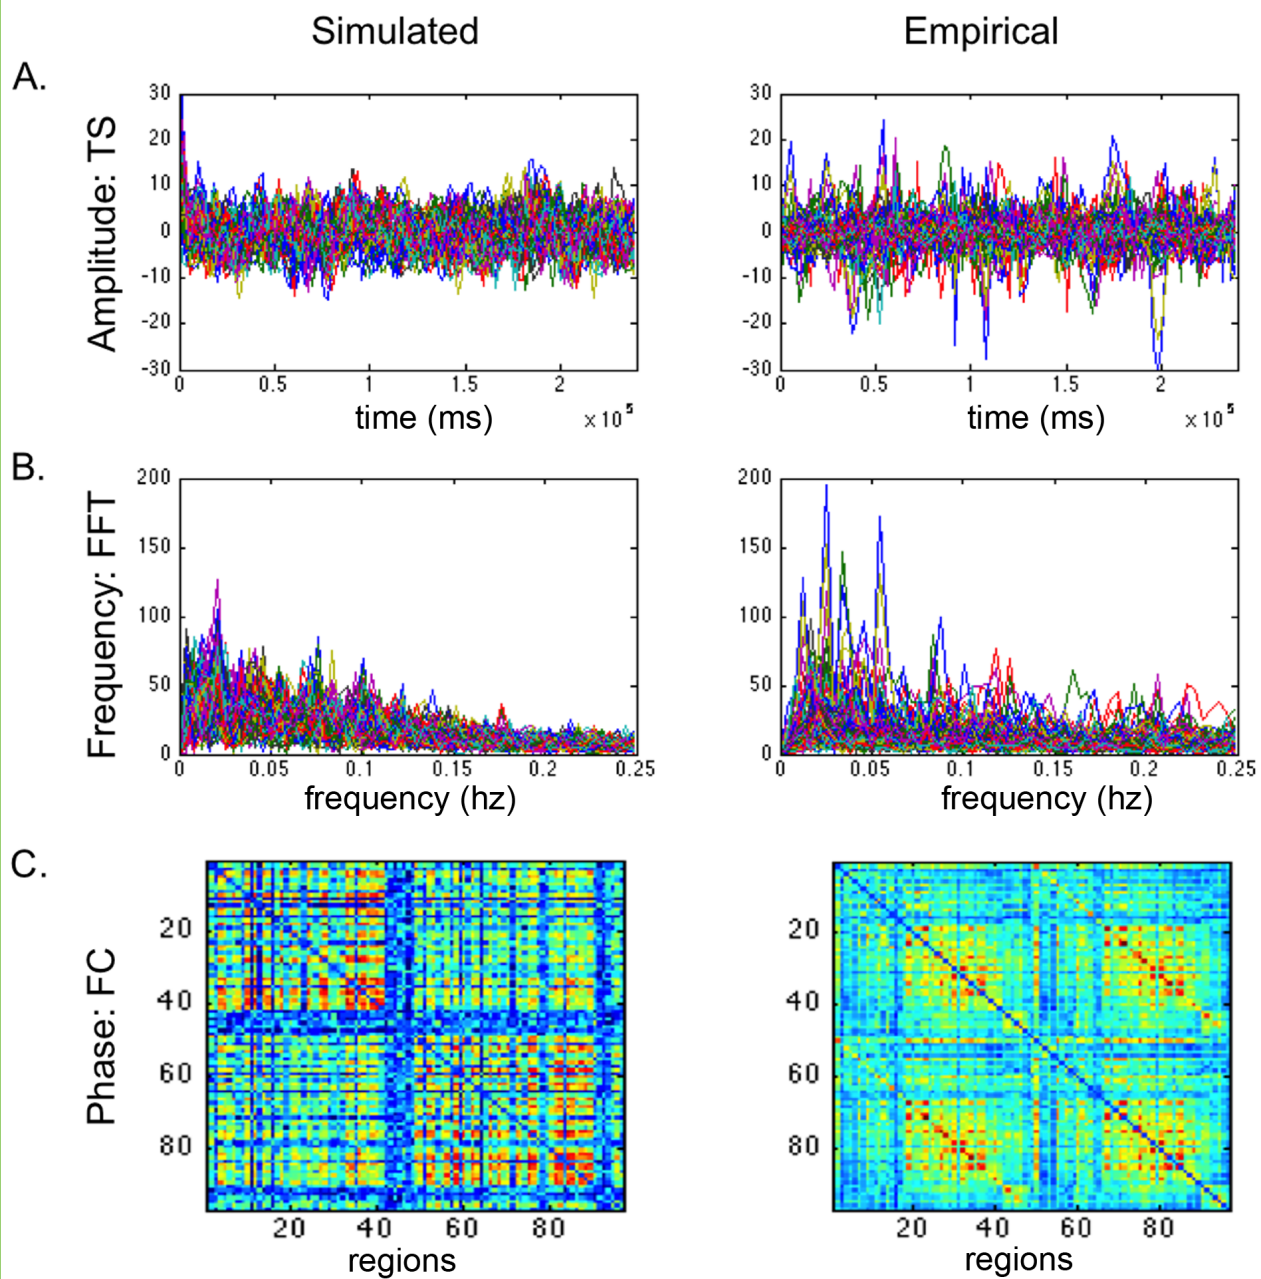 Simulated
Empirical
A.
Amplitude: TS
30
20
10
0
-10
-20
-30
0 0.5 1 1.5 2
time (ms)
x 10 5
30
20
10
0
-10
-20
-30
0 0.5 1 1.5 2
time (ms)
x 10 5
B.
Frequency: FFT
200
150
100
50
0
0 0.05 0.1 0.15 0.2 0.25
frequency (hz)
200
150
100
50
0
0 0.05 0.1 0.15 0.2 0.25
frequency (hz)
C.
Phase: FC
20
40
60
80
20 40 60 80
regions
20
40
60
80
20 40 60 80
regions